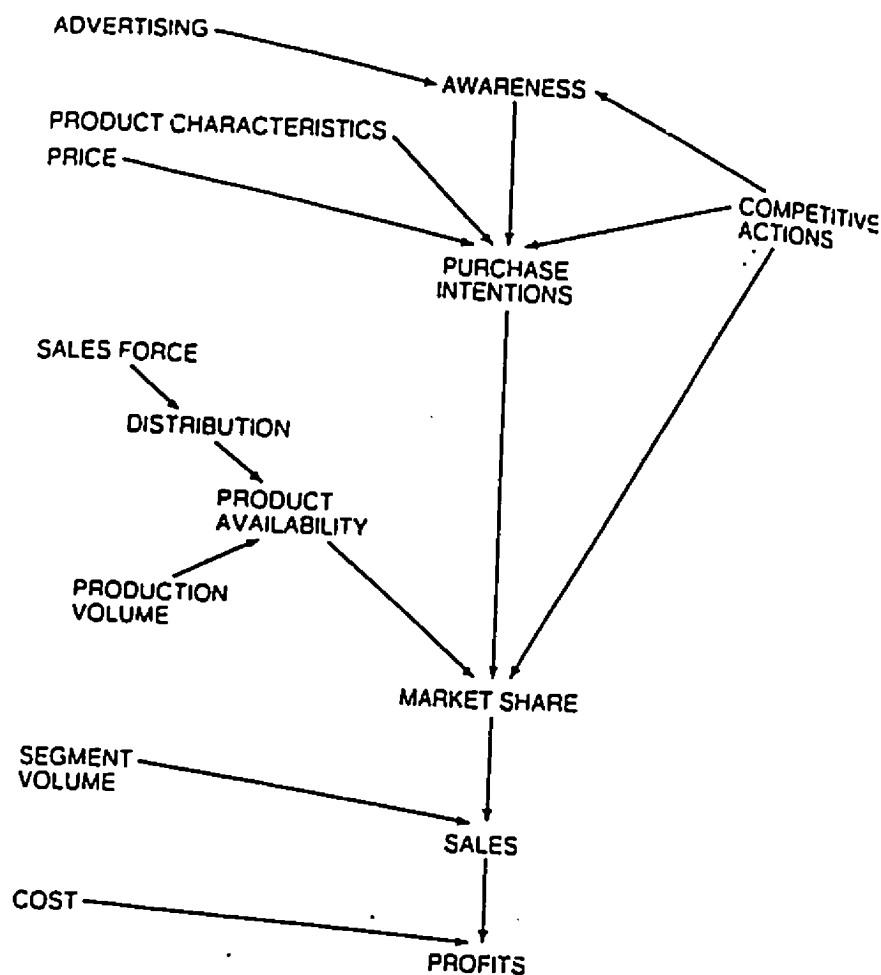 ADVERTISING
AWARENESS
PRODUCT CHARACTERISTICS
PRICE
COMPETITIVE
ACTIONS
PURCHASE
INTENTIONS
SALES FORCE
DISTRIBUTION
PRODUCT
AVAILABILITY
PRODUCTION
VOLUME
MARKET SHARE
SEGMENT
VOLUME
SALES
COST
PROFITS